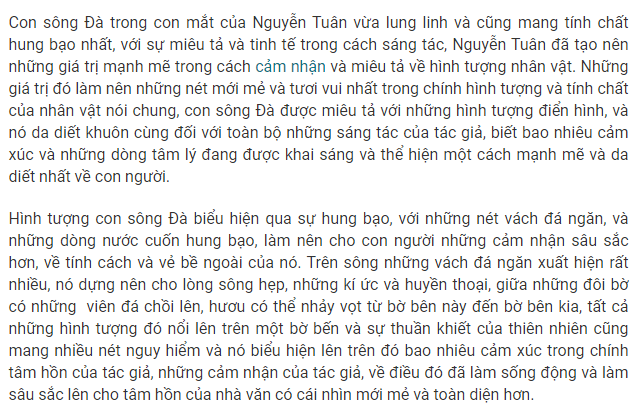 Con sông Đà trong con mắt của Nguyễn Tuân vừa lung linh và cũng mang tính chất
hung bạo nhất, với sự miêu tả và tinh tế trong cách sáng tác, Nguyễn Tuân đã tạo nên
những giá trị mạnh mẽ trong cách cảm nhận và miêu tả về hình tượng nhân vật. Những
giá trị đó làm nên những nét mới mẻ và tươi vui nhất trong chính hình tượng và tính chất
của nhân vật nói chung, con sông Đà được miêu tả với những hình tượng điển hình, và
nó da diết khuôn cùng đối với toàn bộ những sáng tác của tác giả, biết bao nhiêu cảm
xúc và những dòng tâm lý đang được khai sáng và thể hiện một cách mạnh mẽ và da
diết nhất về con người.
Hình tượng con sông Đà biểu hiện qua sự hung bạo, với những nét vách đá ngăn, và
những dòng nước cuốn hung bạo, làm nên cho con người những cảm nhận sâu sắc
hơn, về tính cách và vẻ bề ngoài của nó. Trên sông những vách đá ngăn xuất hiện rất
nhiều, nó dựng nên cho lòng sông hẹp, những kí ức và huyền thoại, giữa những đôi bờ
có những viên đá chồi lên, hươu có thể nhảy vọt từ bờ bên này đến bờ bên kia, tất cả
những hình tượng đó nổi lên trên một bờ bến và sự thuần khiết của thiên nhiên cũng
mang nhiều nét nguy hiểm và nó biểu hiện lên trên đó bao nhiêu cảm xúc trong chính
tâm hồn của tác giả, những cảm nhận của tác giả, về điều đó đã làm sống động và làm
sâu sắc lên cho tâm hồn của nhà văn có cái nhìn mới mẻ và toàn diện hơn.